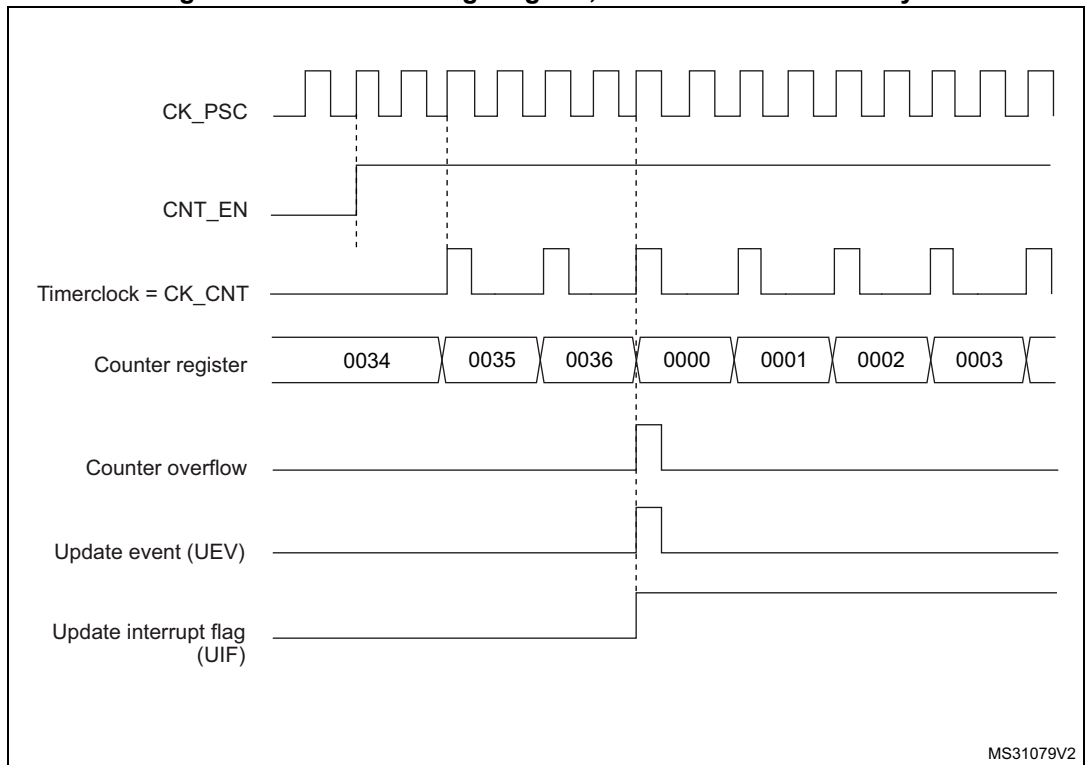 CK_PSC
CNT_EN
Timerclock = CK_CNT
Counter register 0034 0035 0036 0000 0001 0002 0003
Counter overflow
Update event (UEV)
Update interrupt flag
(UIF)
MS31079V2